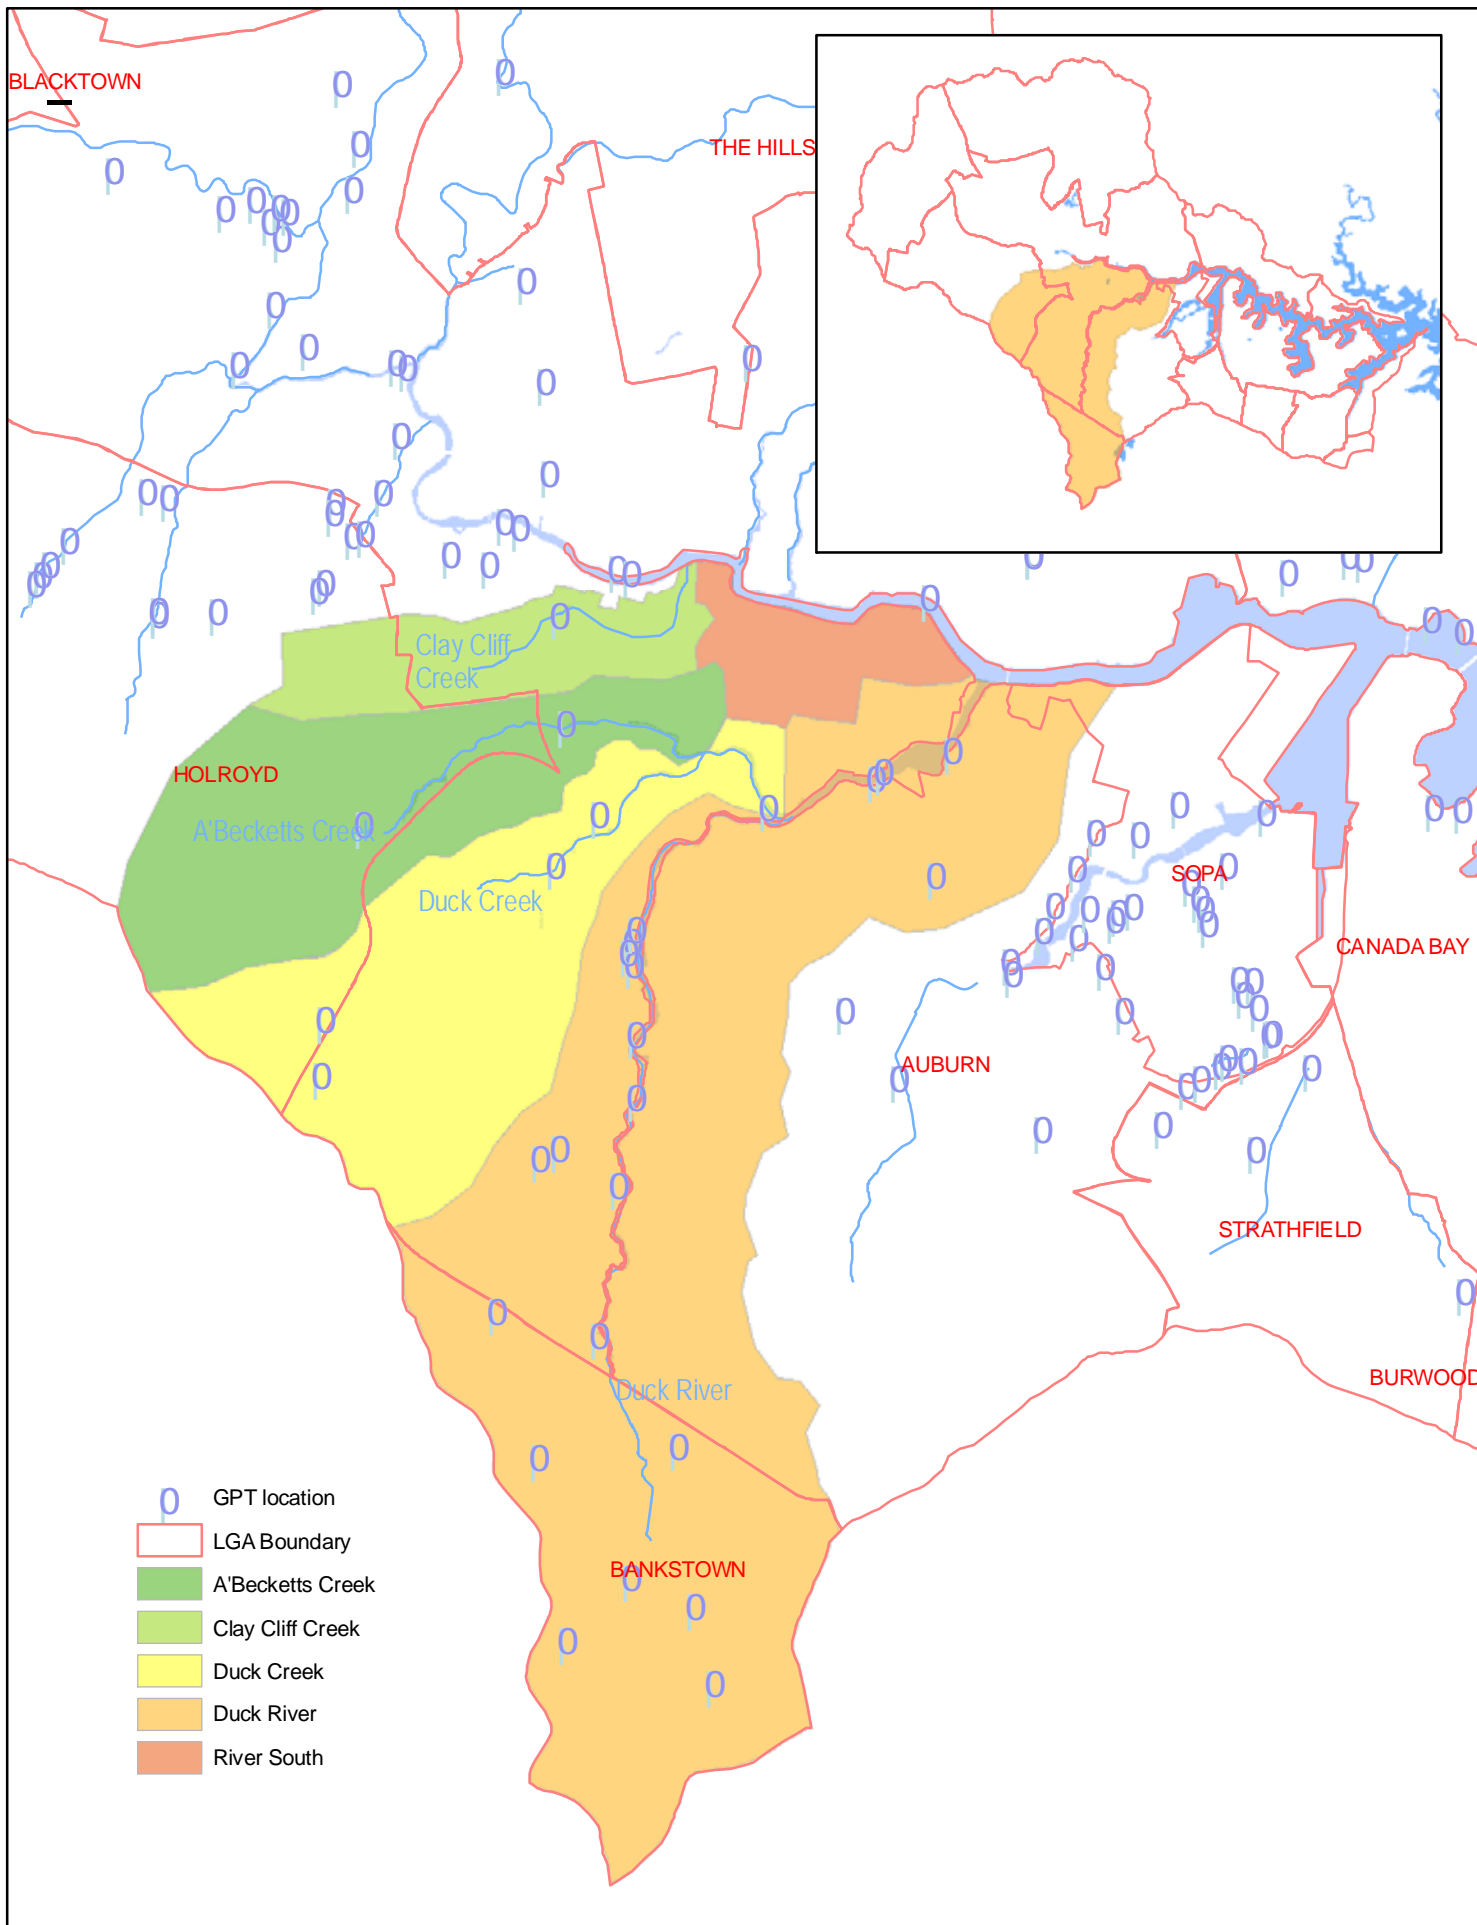 BLACKTOWN
THE HILLS
Clay Cliff
Creek
HOLROYD
A'Becketts Creek
SOPA
Duck Creek
CANADA BAY
AUBURN
STRATHFIELD
BURWOOD
Duck River
GPT location
LGA Boundary
BANKSTOWN
A'Becketts Creek
Clay Cliff Creek
Duck Creek
Duck River
River South